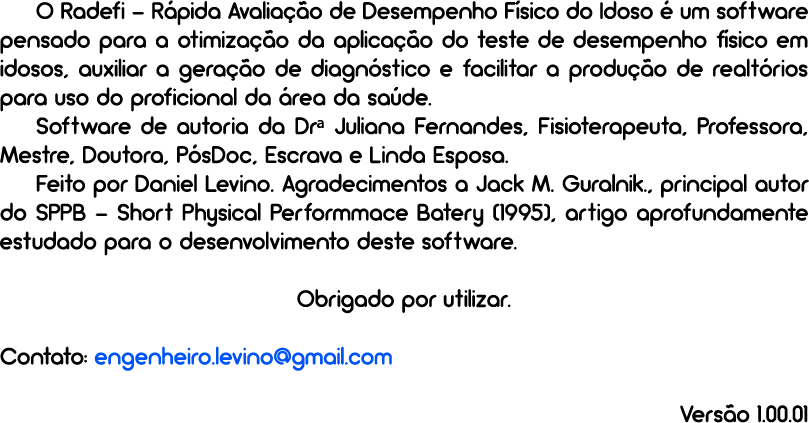 O Radefi – Rápida Avaliação de Desempenho Físico do Idoso é um software
pensado para a otimização da aplicação do teste de desempenho físico em
idosos, auxiliar a geração de diagnóstico e facilitar a produção de realtórios
para uso do proficional da área da saúde.
Software de autoria da Drª Juliana Fernandes, Fisioterapeuta, Professora,
Mestre, Doutora, PósDoc, Escrava e Linda Esposa.
Feito por Daniel Levino. Agradecimentos a Jack M. Guralnik., principal autor
do SPPB – Short Physical Performmace Batery (1995), artigo aprofundamente
estudado para o desenvolvimento deste software.
Obrigado por utilizar.
Contato: engenheiro.levino@gmail.com
Versão 1.00.01